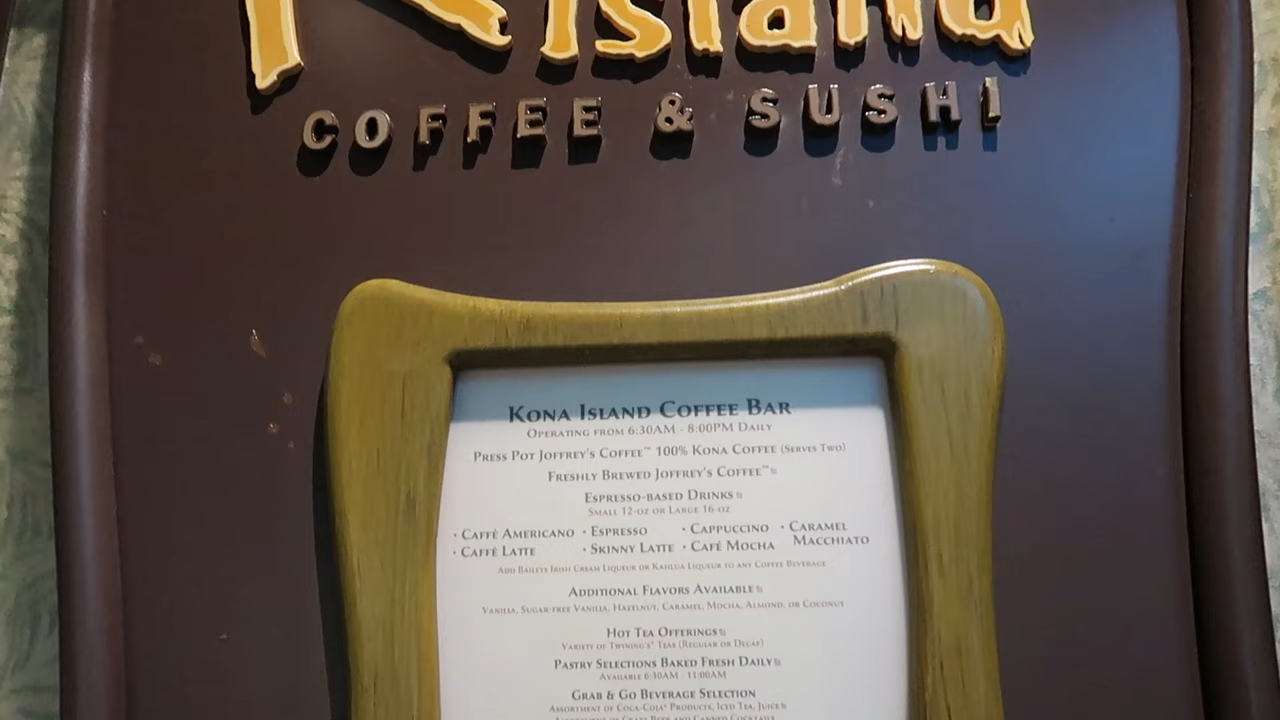 Island
COFFEE & SUSHI
KONA ISLAND COFFEE BAR
OPERATING FROM 6:30AM - 8:00PM DAILY
PRESS POT JOFFREY'S COFFEE™ 100% KONA COFFEE (SERVES TWO)
FRESHLY BREWED JOFFREY'S COFFEE™
ESPRESSO-BASED DRINKS
SMALL 12-OZ OR LARGE 16-OZ
• CAFFÈ AMERICANO • ESPRESSO • CAPPUCCINO • CARAMEL
MACCHIATO
• CAFFÈ LATTE • SKINNY LATTE • CAFÉ MOCHA
ADD BAILEYS IRISH CREAM LIQUEUR OR KAHLUA LIQUEUR TO ANY COFFEE BEVERAGE
ADDITIONAL FLAVORS AVAILABLE
VANILLA, SUGAR-FREE VANILLA, HAZELNUT, CARAMEL, MOCHA, ALMOND, OR COCONUT
HOT TEA OFFERINGS
VARIETY OF TWINING'S® TEAS (REGULAR OR DECAF)
PASTRY SELECTIONS BAKED FRESH DAILY
AVAILABLE 6:30AM - 11:00AM
GRAB & GO BEVERAGE SELECTION
ASSORTMENT OF COCA-COLA® PRODUCTS, ICED TEA, JUICE